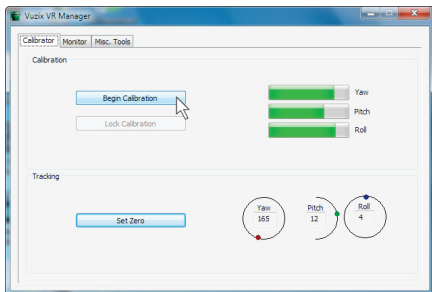 Vuzix VR Manager
Calibrator Monitor Misc. Tools
Calibration
Begin Calibration
Lock Calibration
Yaw
Pitch
Roll
Tracking
Set Zero
Yaw
165
Pitch
12
Roll
4